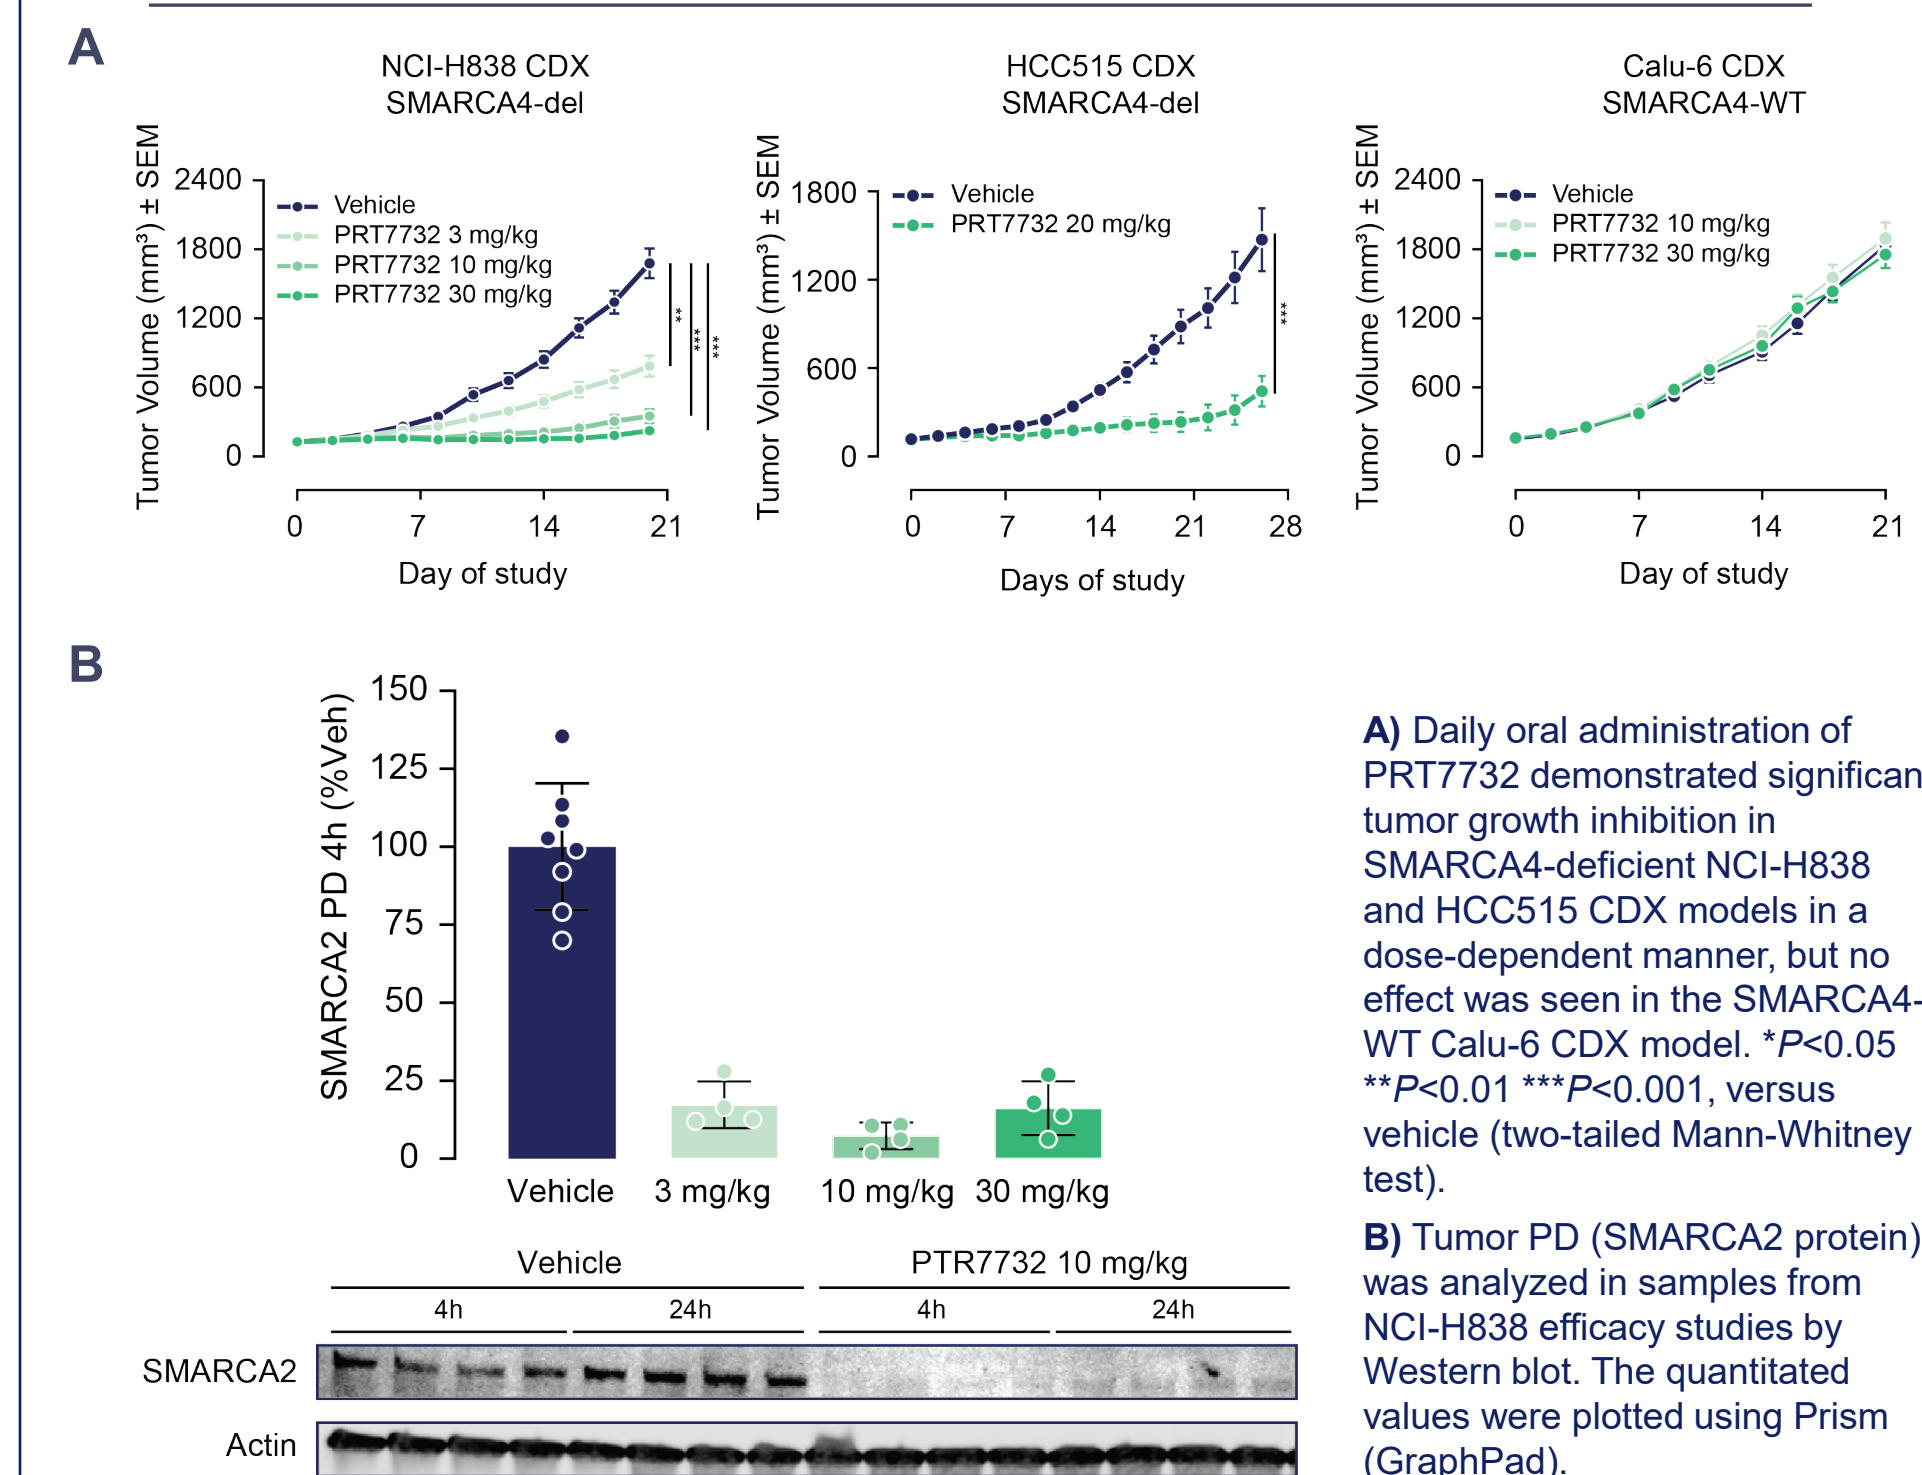 A
NCI-H838 CDX
SMARCA4-del
Tumor Volume (mm³) ± SEM
2400
1800
1200
600
0
Vehicle
PRT7732 3 mg/kg
PRT7732 10 mg/kg
PRT7732 30 mg/kg
**
***
***
0 7 14 21
Day of study
HCC515 CDX
SMARCA4-del
Tumor Volume (mm³) ± SEM
1800
1200
600
0
Vehicle
PRT7732 20 mg/kg
***
0 7 14 21 28
Days of study
Calu-6 CDX
SMARCA4-WT
Tumor Volume (mm³) ± SEM
2400
1800
1200
600
0
Vehicle
PRT7732 10 mg/kg
PRT7732 30 mg/kg
0 7 14 21
Day of study
B
SMARCA2 PD 4h (%Veh)
150
125
100
75
50
25
0
Vehicle 3 mg/kg 10 mg/kg 30 mg/kg
Vehicle PTR7732 10 mg/kg
4h 24h 4h 24h
SMARCA2
Actin
A) Daily oral administration of
PRT7732 demonstrated significan
tumor growth inhibition in
SMARCA4-deficient NCI-H838
and HCC515 CDX models in a
dose-dependent manner, but no
effect was seen in the SMARCA4-
WT Calu-6 CDX model. *P<0.05
**P<0.01 ***P<0.001, versus
vehicle (two-tailed Mann-Whitney
test).
B) Tumor PD (SMARCA2 protein)
was analyzed in samples from
NCI-H838 efficacy studies by
Western blot. The quantitated
values were plotted using Prism
(GraphPad).